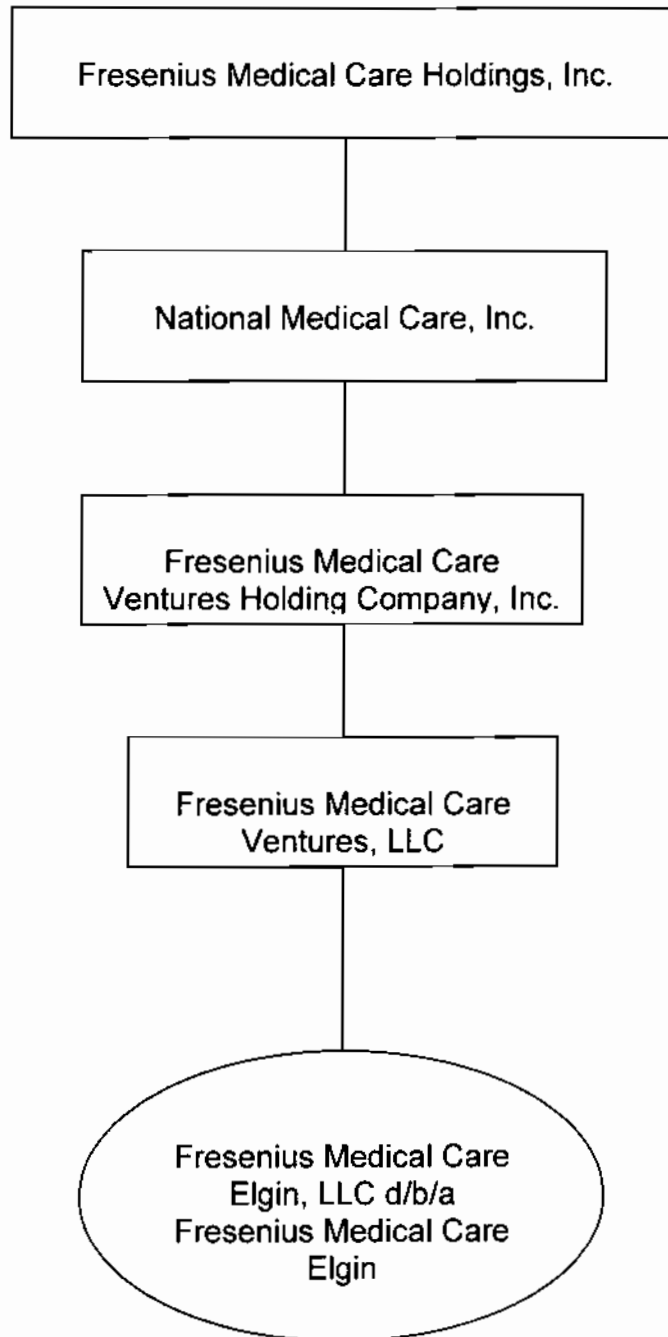 Fresenius Medical Care Holdings, Inc.
National Medical Care, Inc.
Fresenius Medical Care
Ventures Holding Company, Inc.
Fresenius Medical Care
Ventures, LLC
Fresenius Medical Care
Elgin, LLC d/b/a
Fresenius Medical Care
Elgin